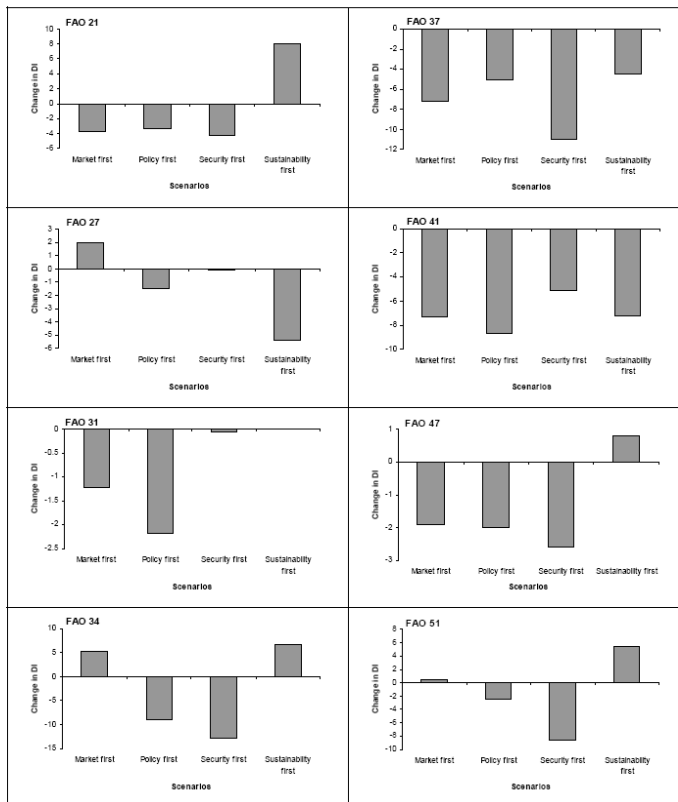 FAO 21
10
8
6
4
2
0
-2
-4
-6
Change in DI
Market first Policy first Security first Sustainability
first
Scenarios
FAO 37
0
-2
-4
-6
-8
-10
-12
Change in DI
Market first Policy first Security first Sustainability
first
Scenarios
FAO 27
3
2
1
0
-1
-2
-3
-4
-5
-6
Change in DI
Market first Policy first Security first Sustainability
first
Scenarios
FAO 41
0
-2
-4
-6
-8
-10
Change in DI
Market first Policy first Security first Sustainability
first
Scenarios
FAO 31
0
-0.5
-1
-1.5
-2
-2.5
Change in DI
Market first Policy first Security first Sustainability
first
Scenarios
FAO 47
1
0
-1
-2
-3
Change in DI
Market first Policy first Security first Sustainability first
Scenarios
FAO 34
10
5
0
-5
-10
-15
Change in DI
Market first Policy first Security first Sustainability
first
Scenarios
FAO 51
8
6
4
2
0
-2
-4
-6
-8
-10
Change in DI
Market first Policy first Security first Sustainability
first
Scenarios